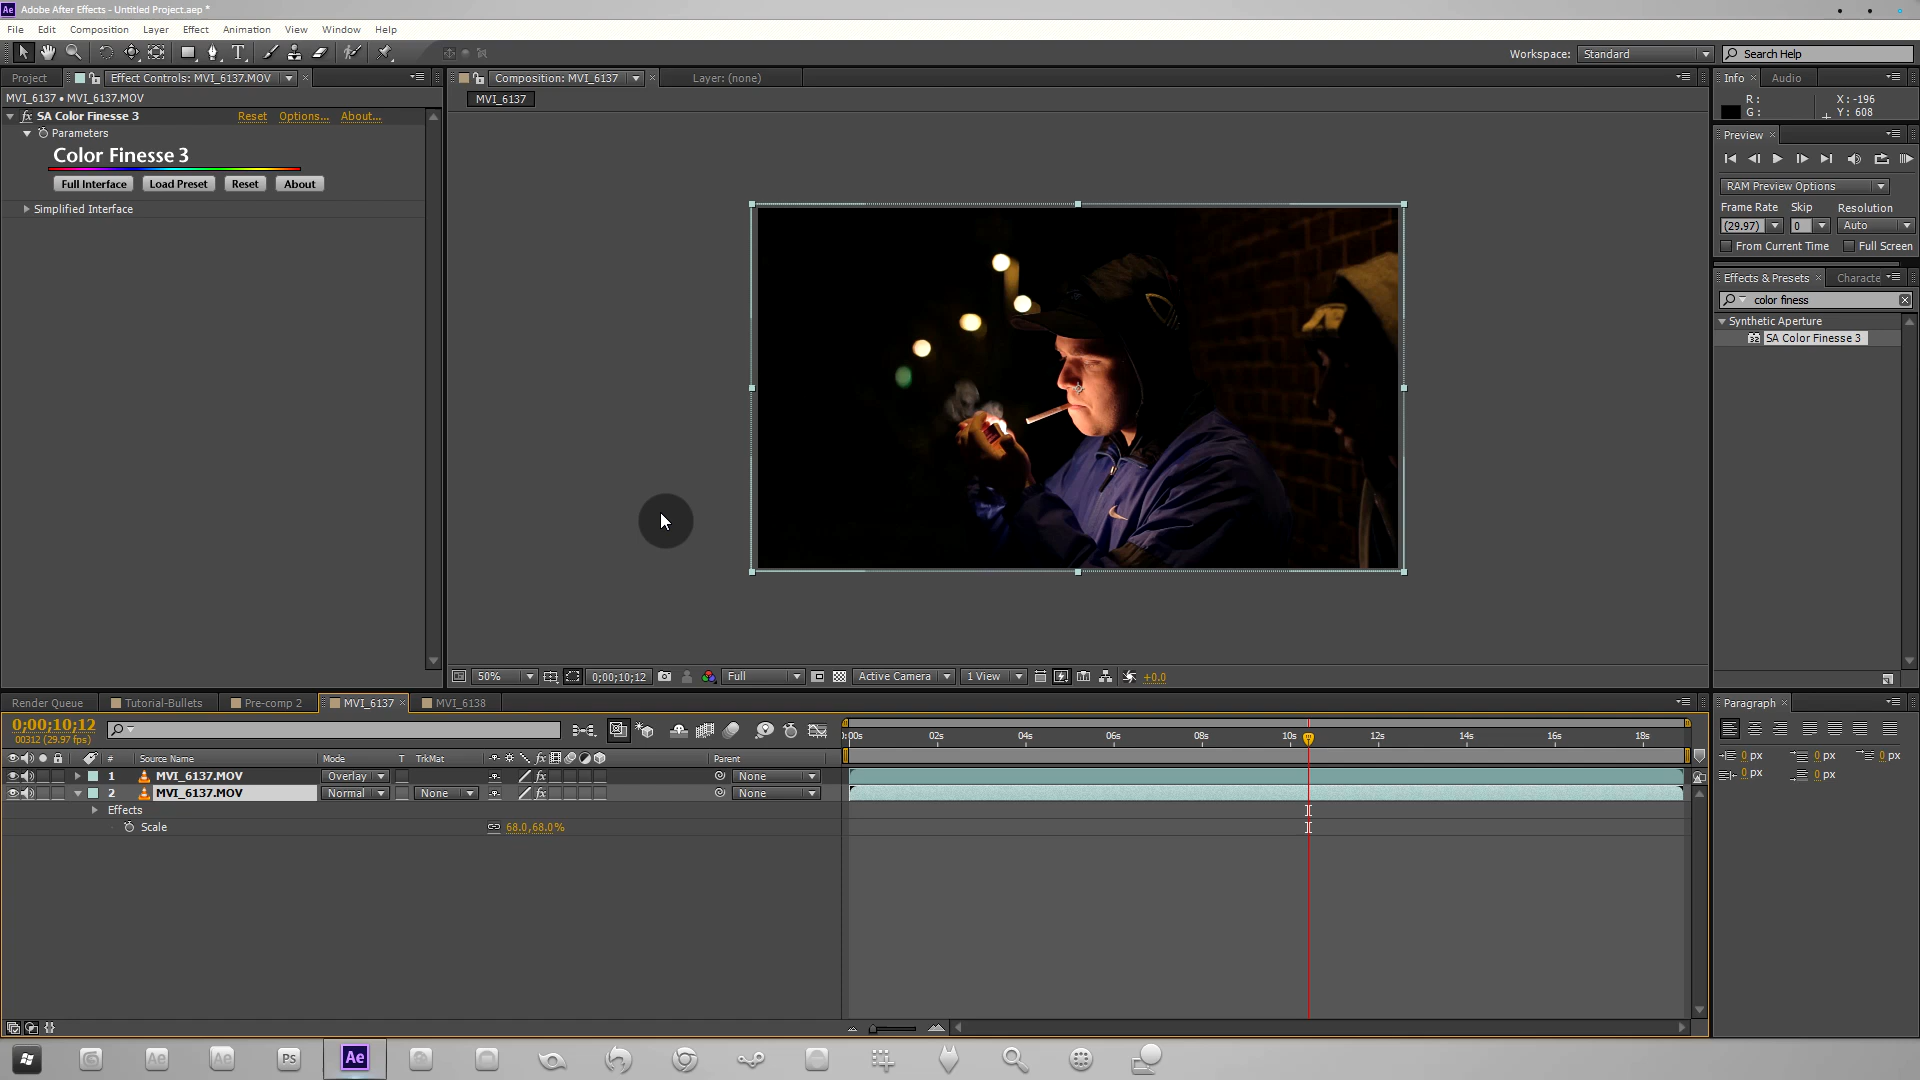 Adobe After Effects - Untitled Project.aep *
File Edit Composition Layer Effect Animation View Window Help
Workspace: Standard Search Help
Project Effect Controls: MVI_6137.MOV
Composition: MVI_6137 Layer: (none)
Info Audio
MVI_6137 • MVI_6137.MOV
MVI_6137
R: X: -196
G: Y: 608
fx SA Color Finesse 3 Reset Options... About...
Parameters
Color Finesse 3
Full Interface Load Preset Reset About
Simplified Interface
Preview
RAM Preview Options
Frame Rate Skip Resolution
(29.97) 0 Auto
From Current Time Full Screen
Effects & Presets Characte
color finess
Synthetic Aperture
32 SA Color Finesse 3
50% 0;00;10;12 Full Active Camera 1 View +0.0
Render Queue Tutorial-Bullets Pre-comp 2 MVI_6137 MVI_6138
Paragraph
0;00;10;12
00312 (29.97 fps)
:00s 02s 04s 06s 08s 10s 12s 14s 16s 18s
# Source Name Mode T TrkMat fx Parent
1 MVI_6137.MOV Overlay fx None
2 MVI_6137.MOV Normal None fx None
Effects
Scale 68.0,68.0%
0 px 0 px 0 px
0 px 0 px
Ae Ae Ps Ae